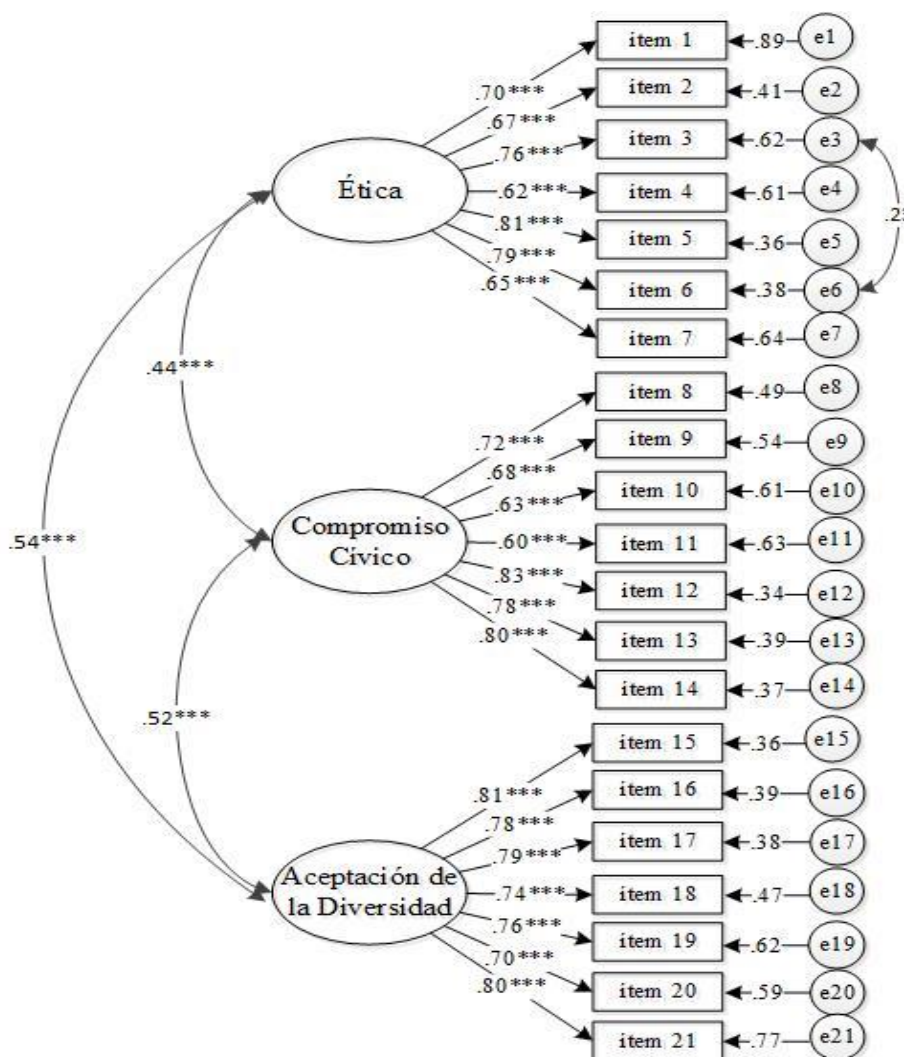 item 1
.89
e1
.70***
item 2
.41
e2
.67***
item 3
.62
e3
.76***
Ética
item 4
.61
e4
.62***
item 5
.36
e5
.81***
item 6
.38
e6
.79***
item 7
.64
e7
.65***
.44***
item 8
.49
e8
.72***
item 9
.54
e9
.68***
item 10
.61
e10
.63***
Compromiso
Cívico
item 11
.63
e11
.60***
item 12
.34
e12
.83***
item 13
.39
e13
.78***
item 14
.37
e14
.80***
.54***
.52***
item 15
.36
e15
.81***
item 16
.39
e16
.78***
item 17
.38
e17
.79***
Aceptación de
la Diversidad
item 18
.47
e18
.74***
item 19
.62
e19
.76***
item 20
.59
e20
.70***
item 21
.77
e21
.80***